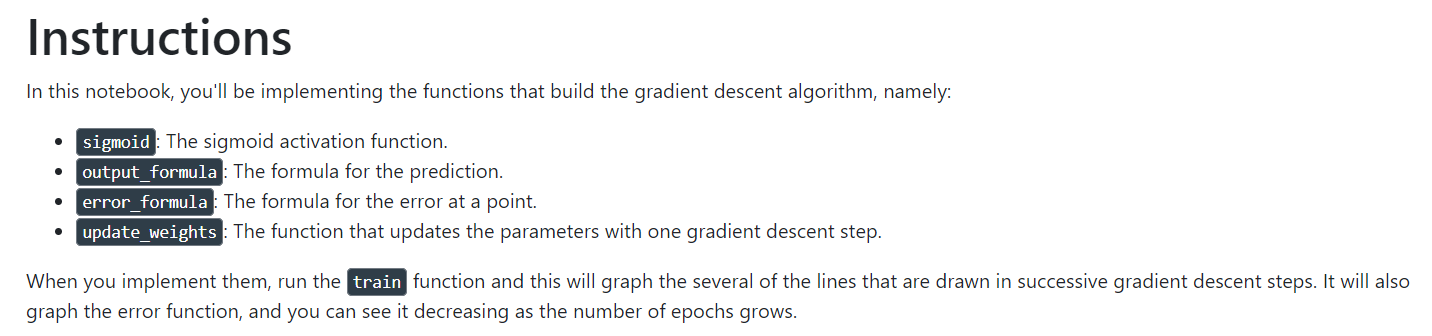 Instructions
In this notebook, you'll be implementing the functions that build the gradient descent algorithm, namely:
• sigmoid: The sigmoid activation function.
• output_formula: The formula for the prediction.
• error_formula: The formula for the error at a point.
• update_weights: The function that updates the parameters with one gradient descent step.
When you implement them, run the train function and this will graph the several of the lines that are drawn in successive gradient descent steps. It will also
graph the error function, and you can see it decreasing as the number of epochs grows.